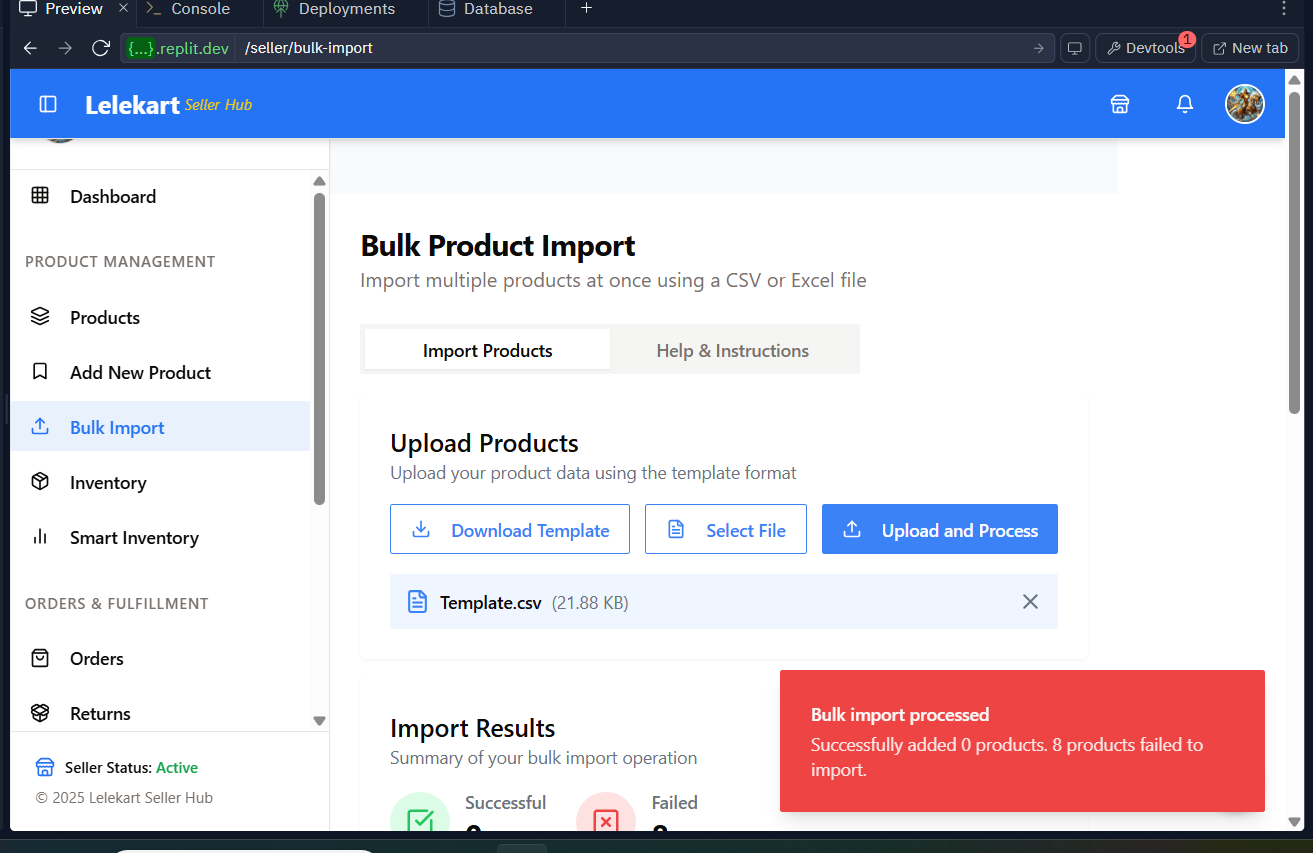 Preview
Console
Deployments
Database
{...}.replit.dev /seller/bulk-import
Devtools
1
New tab
Lelekart Seller Hub
Dashboard
PRODUCT MANAGEMENT
Products
Add New Product
Bulk Import
Inventory
Smart Inventory
ORDERS & FULFILLMENT
Orders
Returns
Seller Status: Active
© 2025 Lelekart Seller Hub
Bulk Product Import
Import multiple products at once using a CSV or Excel file
Import Products
Help & Instructions
Upload Products
Upload your product data using the template format
Download Template
Select File
Upload and Process
Template.csv (21.88 KB)
Import Results
Summary of your bulk import operation
Successful
Failed
Bulk import processed
Successfully added 0 products. 8 products failed to
import.